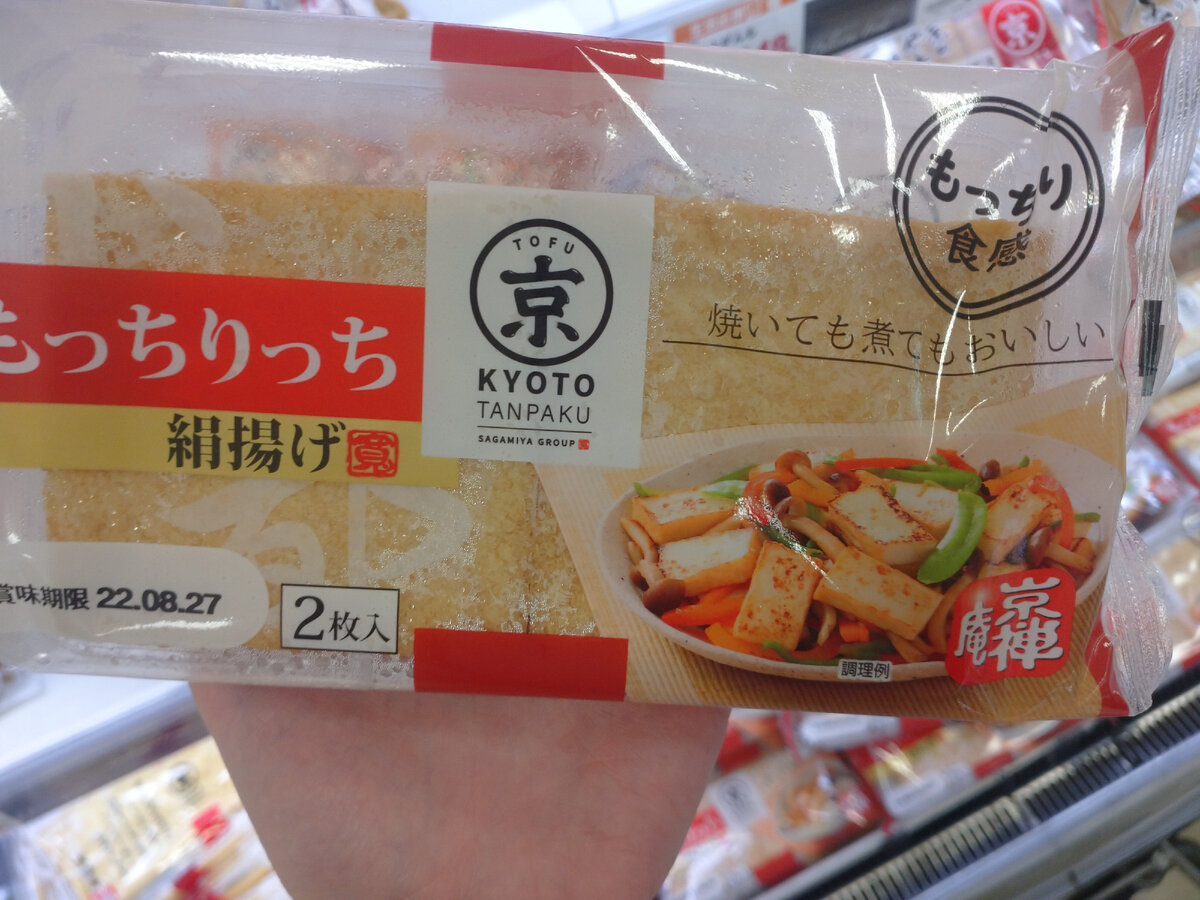 もっちりっち
絹揚げ
寛
TOFU
京
KYOTO
TANPAKU
SAGAMIYA GROUP
もっちり
食感
焼いても煮てもおいしい
賞味期限 22.08.27
2枚入
調理例
京禅
庵
京